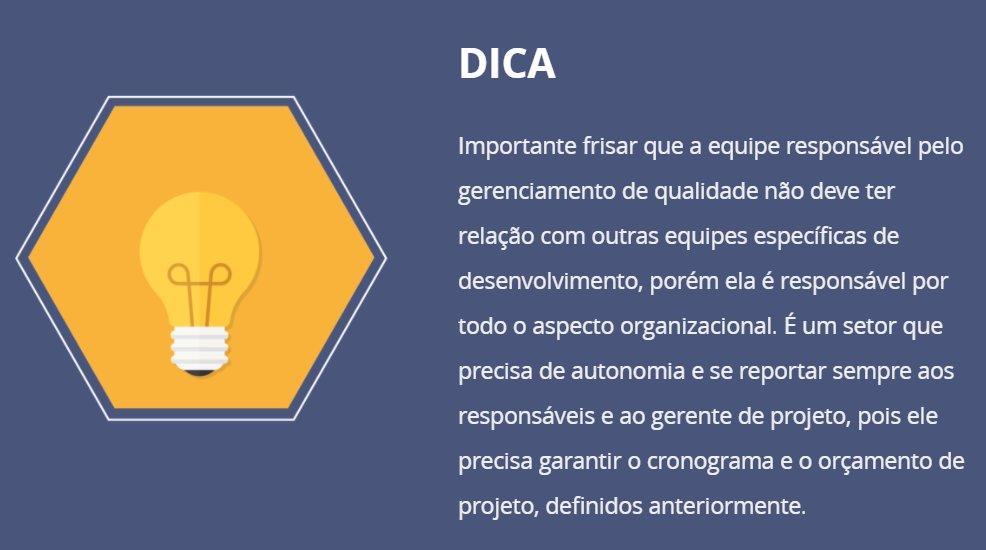 DICA
Importante frisar que a equipe responsável pelo
gerenciamento de qualidade não deve ter
relação com outras equipes específicas de
desenvolvimento, porém ela é responsável por
todo o aspecto organizacional. É um setor que
precisa de autonomia e se reportar sempre aos
responsáveis e ao gerente de projeto, pois ele
precisa garantir o cronograma e o orçamento de
projeto, definidos anteriormente.